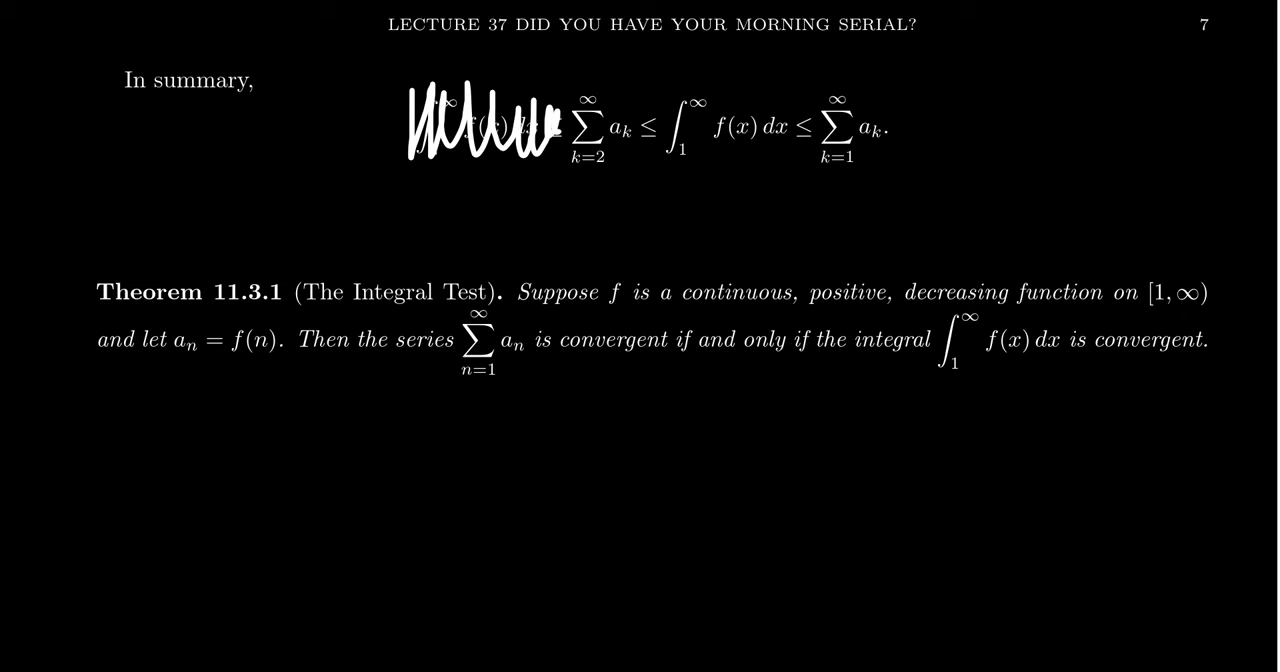 LECTURE 37 DID YOU HAVE YOUR MORNING SERIAL? 7
In summary,
∑_{k=2}^{∞} a_k ≤ ∫_1^∞ f(x) dx ≤ ∑_{k=1}^{∞} a_k.
Theorem 11.3.1 (The Integral Test). Suppose f is a continuous, positive, decreasing function on [1, ∞)
and let a_n = f(n). Then the series ∑_{n=1}^{∞} a_n is convergent if and only if the integral ∫_1^∞ f(x) dx is convergent.